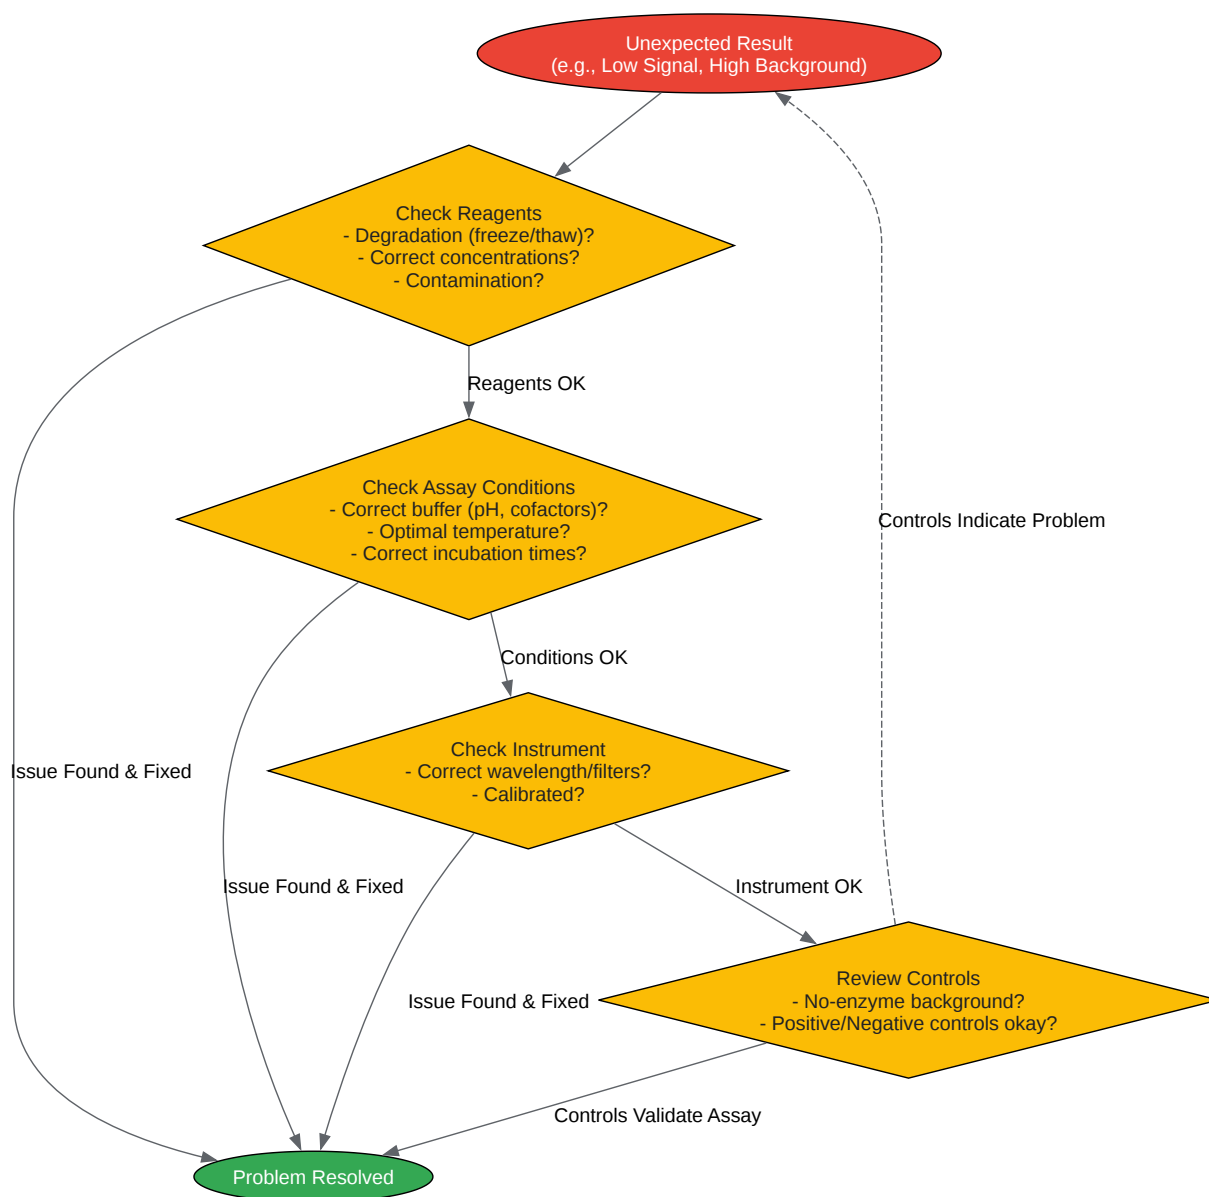 Unexpected Result
(e.g., Low Signal, High Background)
Check Reagents
- Degradation (freeze/thaw)?
- Correct concentrations?
- Contamination?
Reagents OK
Check Assay Conditions
- Correct buffer (pH, cofactors)?
- Optimal temperature?
- Correct incubation times?
Controls Indicate Problem
Conditions OK
Check Instrument
- Correct wavelength/filters?
- Calibrated?
Issue Found & Fixed
Issue Found & Fixed
Instrument OK
Review Controls
- No-enzyme background?
- Positive/Negative controls okay?
Issue Found & Fixed
Controls Validate Assay
Problem Resolved